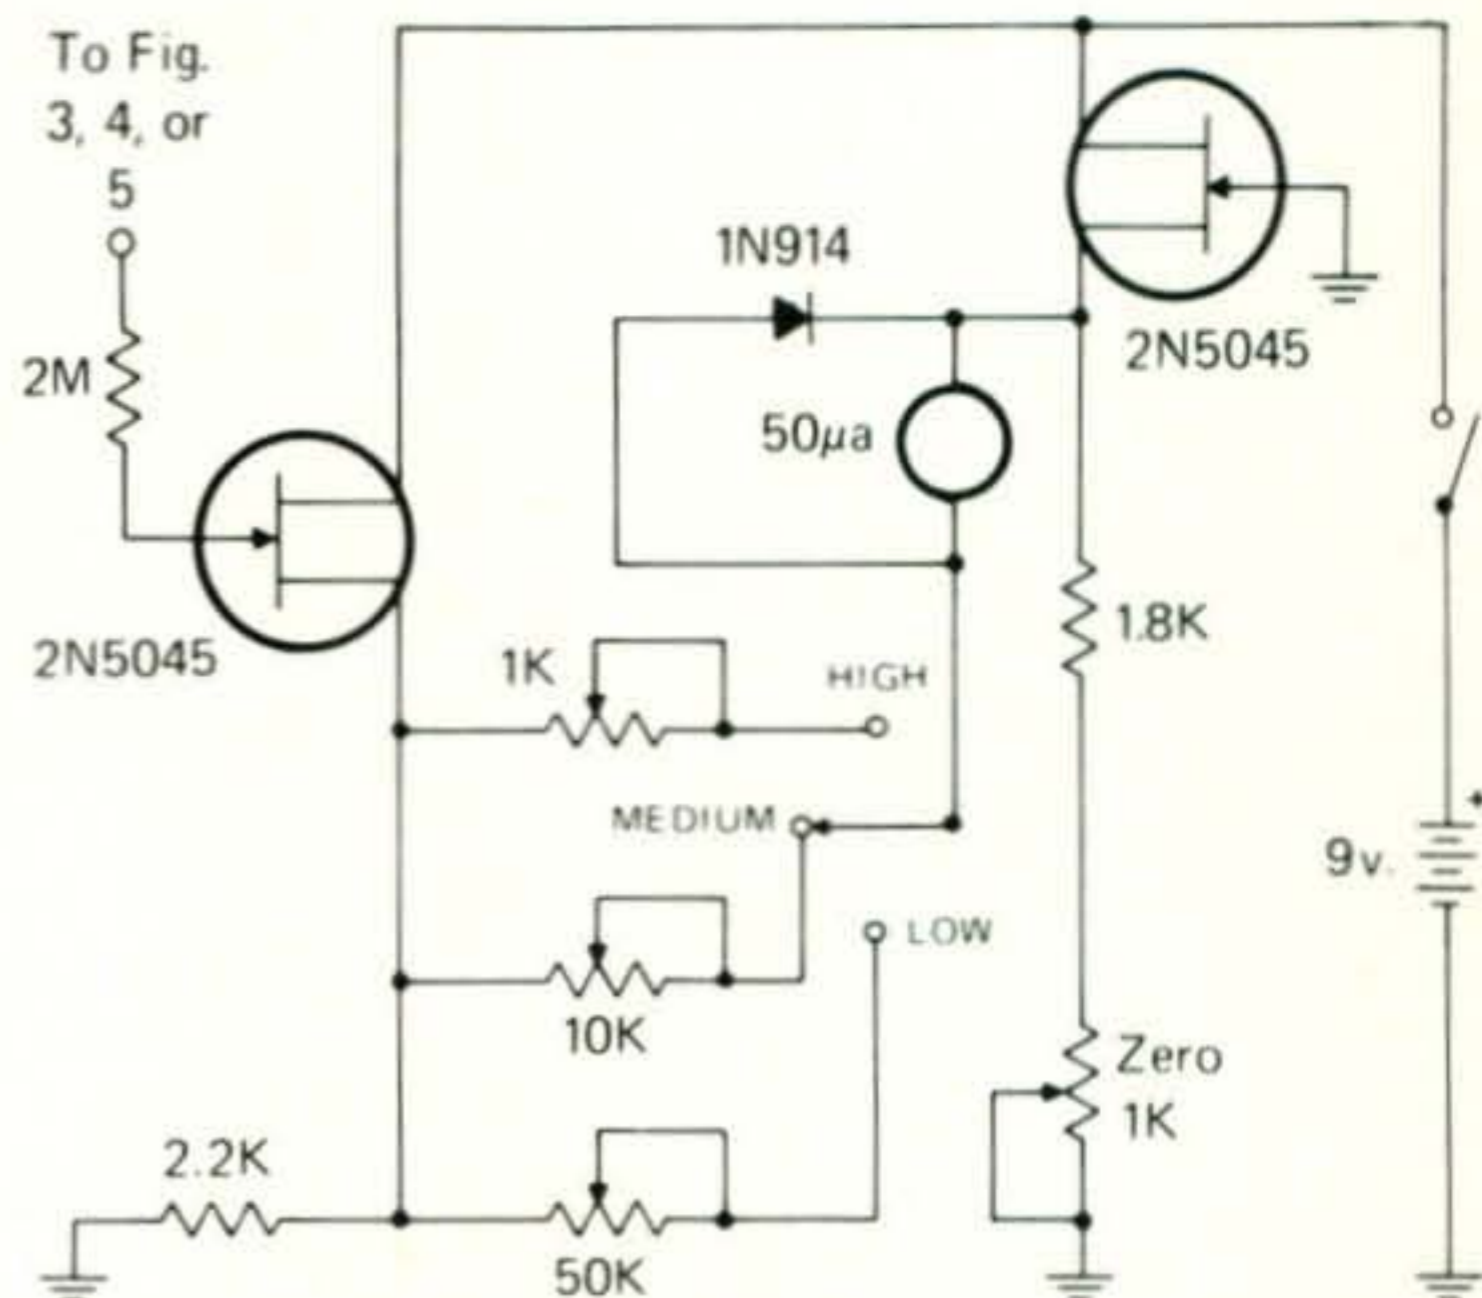 To Fig.
3, 4, or
5
2M
2N5045
1N914
50µa
2N5045
1.8K
1K
HIGH
MEDIUM
10K
LOW
Zero
1K
9v.
+
2.2K
50K